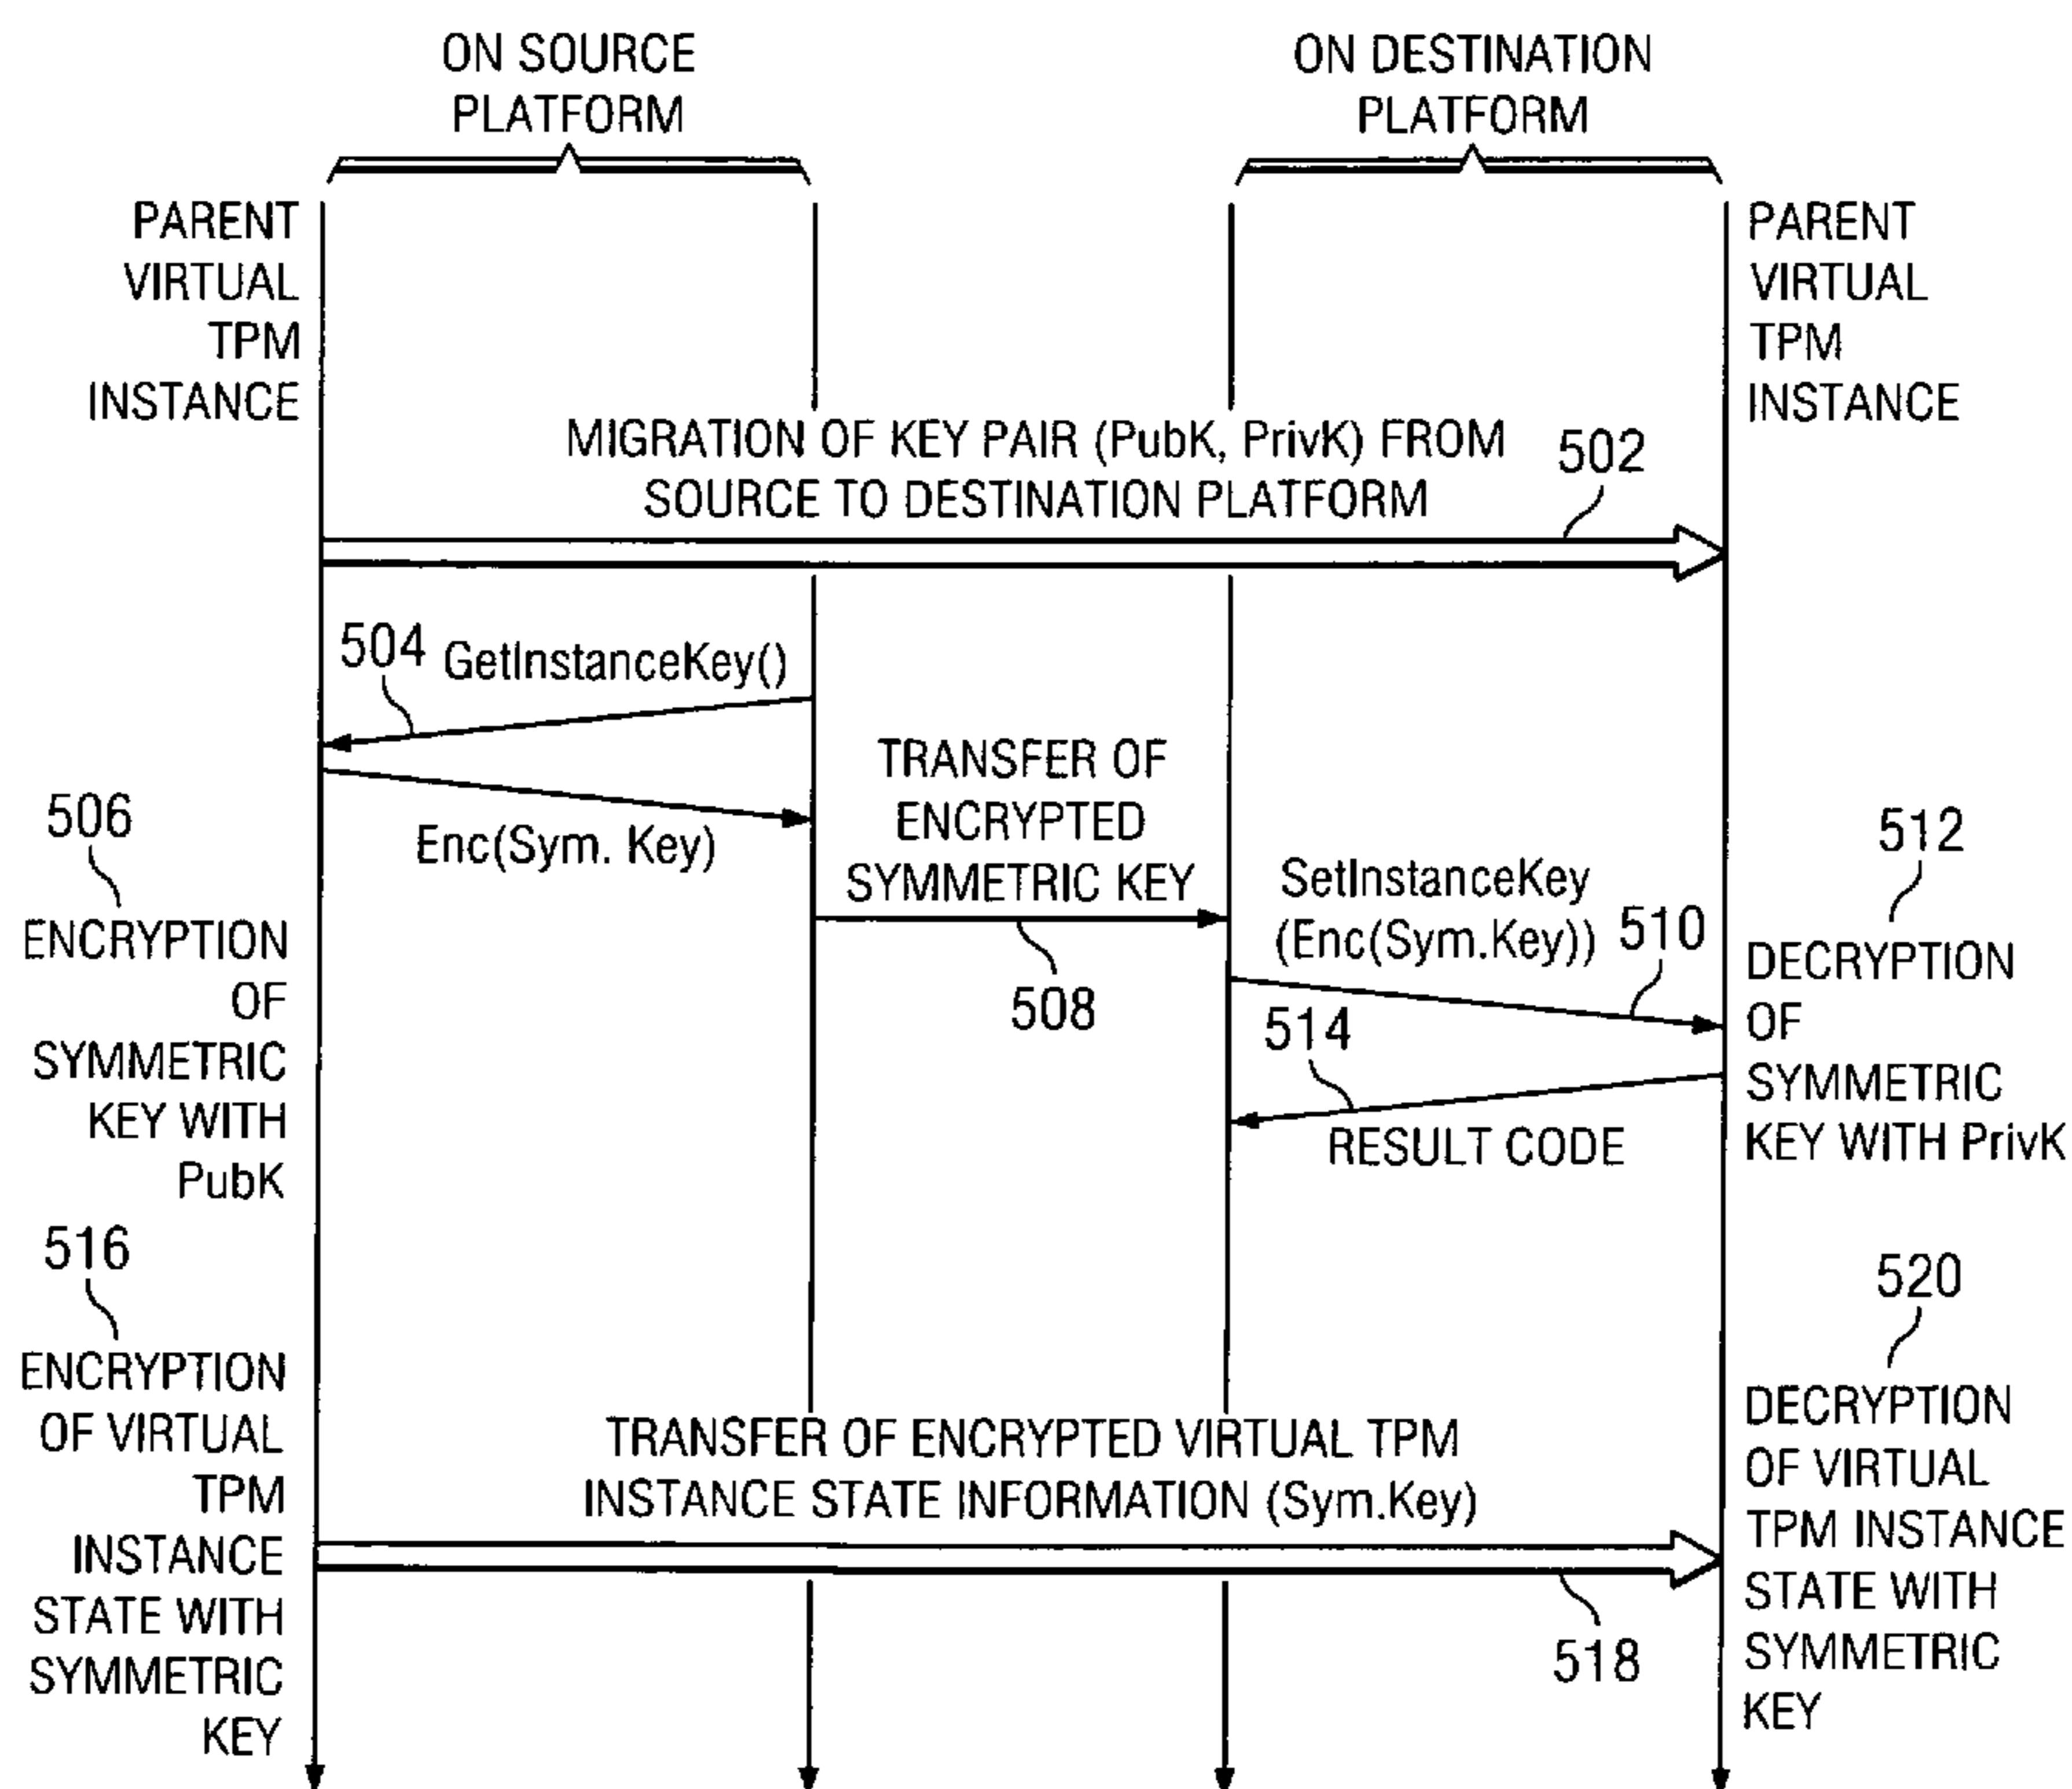 ON SOURCE
PLATFORM
ON DESTINATION
PLATFORM
PARENT
VIRTUAL
TPM
INSTANCE
PARENT
VIRTUAL
TPM
INSTANCE
MIGRATION OF KEY PAIR (PubK, PrivK) FROM
SOURCE TO DESTINATION PLATFORM
502
504
GetInstanceKey()
Enc(Sym. Key)
506
ENCRYPTION
OF
SYMMETRIC
KEY WITH
PubK
TRANSFER OF
ENCRYPTED
SYMMETRIC KEY
508
SetInstanceKey
(Enc(Sym.Key))
510
512
DECRYPTION
OF
SYMMETRIC
KEY WITH PrivK
514
RESULT CODE
516
ENCRYPTION
OF VIRTUAL
TPM
INSTANCE
STATE WITH
SYMMETRIC
KEY
TRANSFER OF ENCRYPTED VIRTUAL TPM
INSTANCE STATE INFORMATION (Sym.Key)
518
520
DECRYPTION
OF VIRTUAL
TPM INSTANCE
STATE WITH
SYMMETRIC
KEY